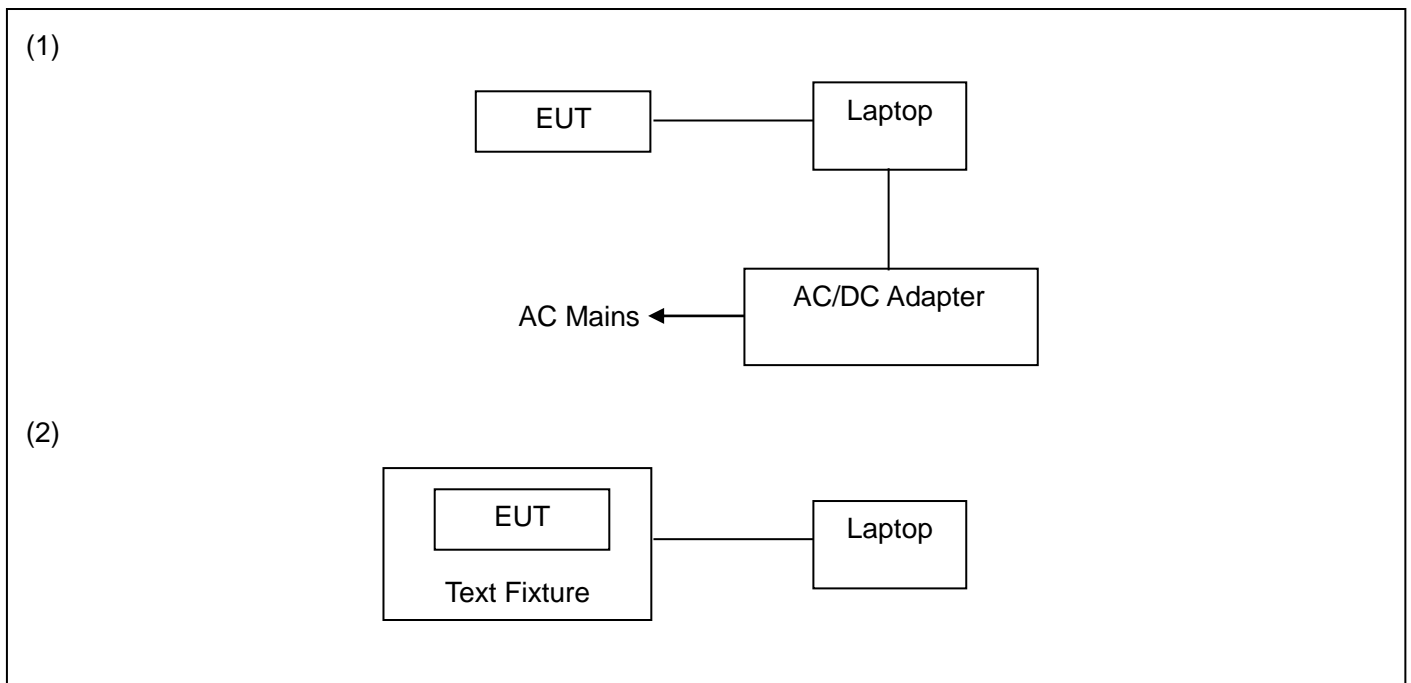 (1)
EUT
Laptop
AC/DC Adapter
AC Mains
(2)
EUT
Laptop
Text Fixture